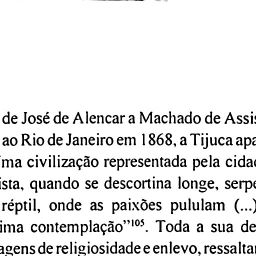 de José de Alencar a Machado de Assis
ao Rio de Janeiro em 1868, a Tijuca apa
ma civilização representada pela cida
ista, quando se descortina longe, serpe
réptil, onde as paixões pululam (...)
ima contemplação"¹⁰⁵. Toda a sua de
agens de religiosidade e enlevo, ressaltan